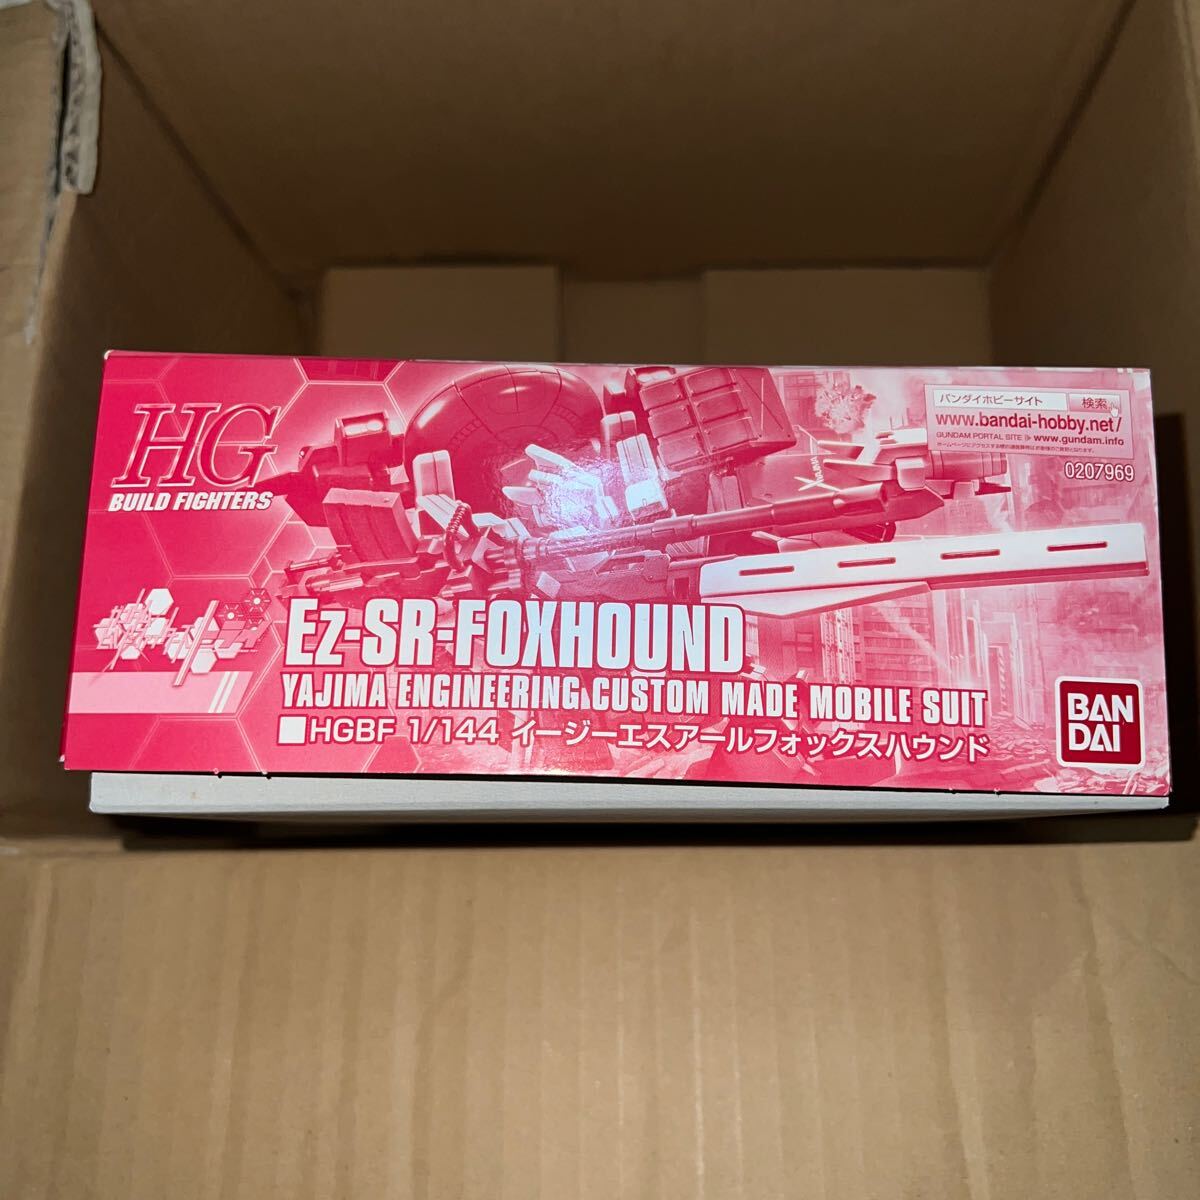 HG
BUILD FIGHTERS
バンダイホビーサイト 検索
www.bandai-hobby.net/
GUNDAM PORTAL SITE www.gundam.info
0207969
Ez-SR-FOXHOUND
YAJIMA ENGINEERING CUSTOM MADE MOBILE SUIT
■HGBF 1/144 イージーエスアールフォックスハウンド
BAN
DAI